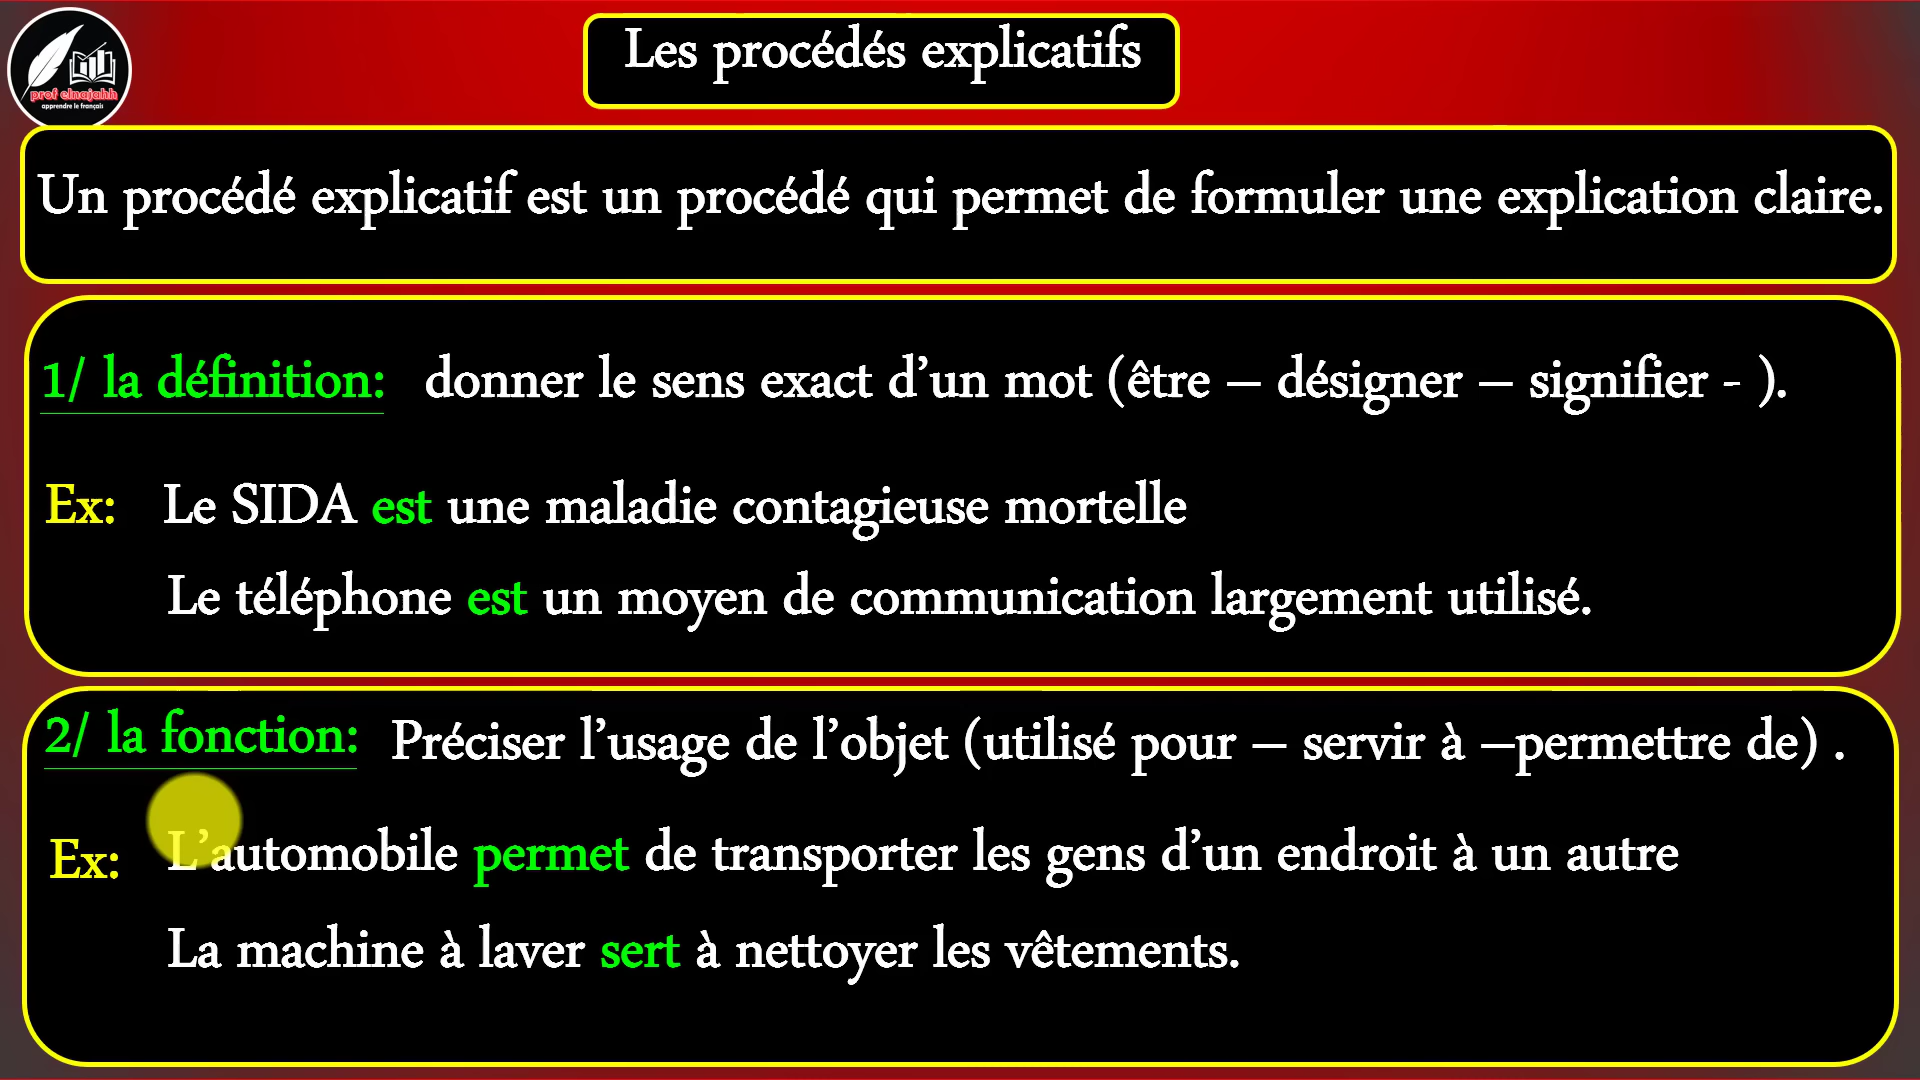 prof elnajahh
apprendre le français
Les procédés explicatifs
Un procédé explicatif est un procédé qui permet de formuler une explication claire.
1/ la définition: donner le sens exact d’un mot (être – désigner – signifier - ).
Ex: Le SIDA est une maladie contagieuse mortelle
Le téléphone est un moyen de communication largement utilisé.
2/ la fonction: Préciser l’usage de l’objet (utilisé pour – servir à –permettre de) .
Ex: L’automobile permet de transporter les gens d’un endroit à un autre
La machine à laver sert à nettoyer les vêtements.